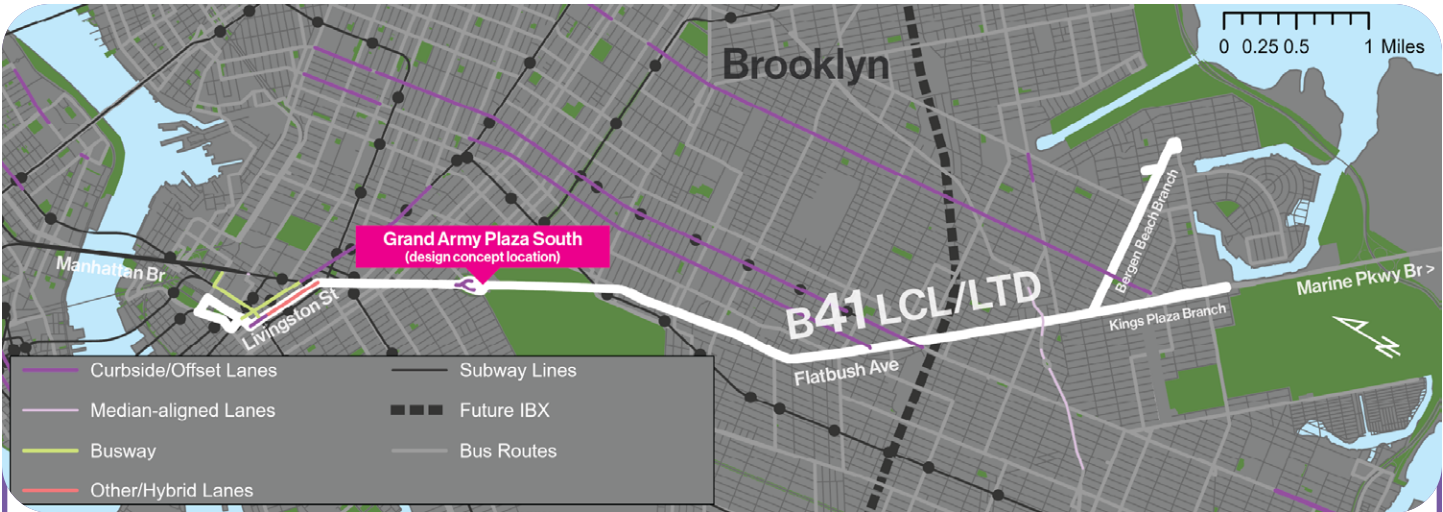 Brooklyn
0 0.25 0.5 1 Miles
Grand Army Plaza South
(design concept location)
Manhattan Br
Livingston St
B41 LCL/LTD
Flatbush Ave
Bergen Beach Branch
Kings Plaza Branch
Marine Pkwy Br >
N
Curbside/Offset Lanes
Median-aligned Lanes
Busway
Other/Hybrid Lanes
Subway Lines
Future IBX
Bus Routes